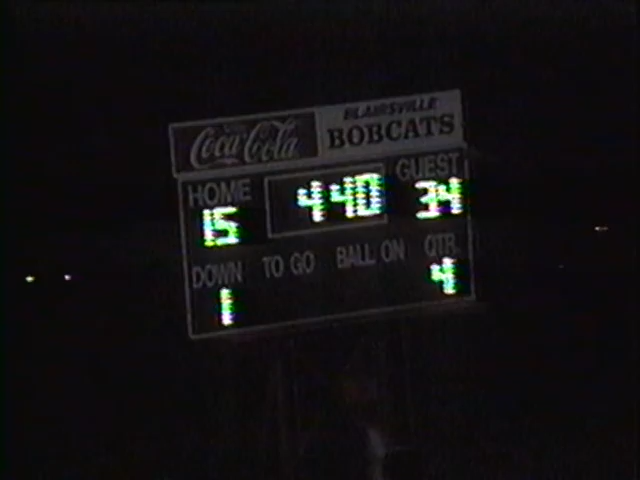 Coca-Cola
BLAIRSVILLE
BOBCATS
HOME
4 40
GUEST
15
34
DOWN
TO GO
BALL ON
QTR
1
4